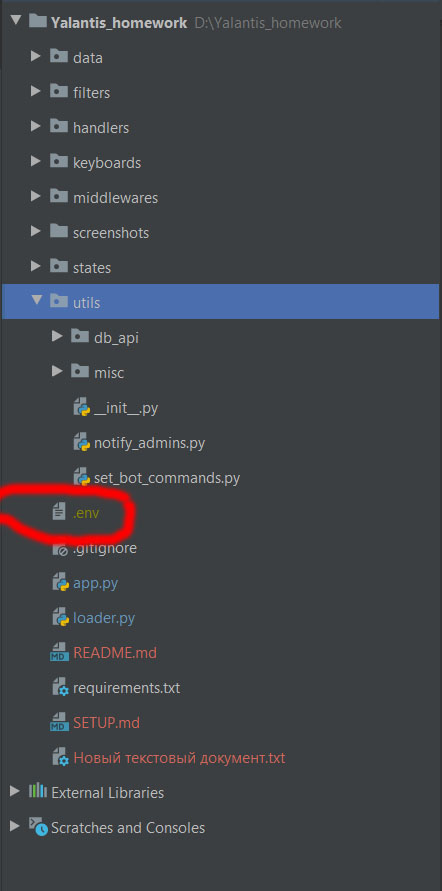 Yalantis_homework D:\Yalantis_homework
data
filters
handlers
keyboards
middlewares
screenshots
states
utils
db_api
misc
__init__.py
notify_admins.py
set_bot_commands.py
.env
.gitignore
app.py
loader.py
README.md
requirements.txt
SETUP.md
Новый текстовый документ.txt
External Libraries
Scratches and Consoles